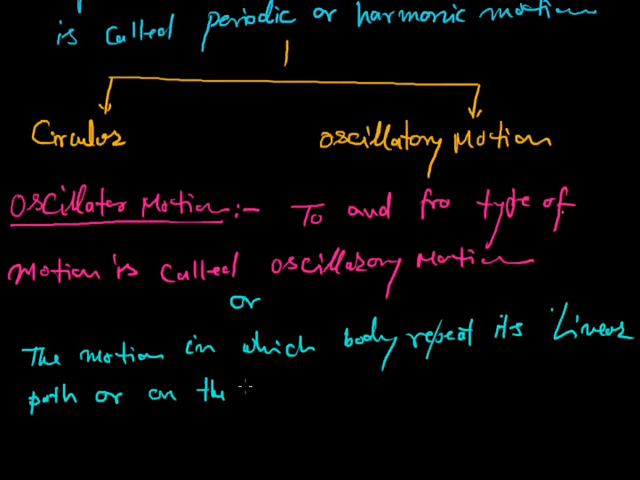 is called periodic or harmonic motion
Circular Oscillatory Motion
Oscillator Motion:- To and fro type of
Motion is called oscillatory Motion
or
The motion in which body repeat its linear
path or on the